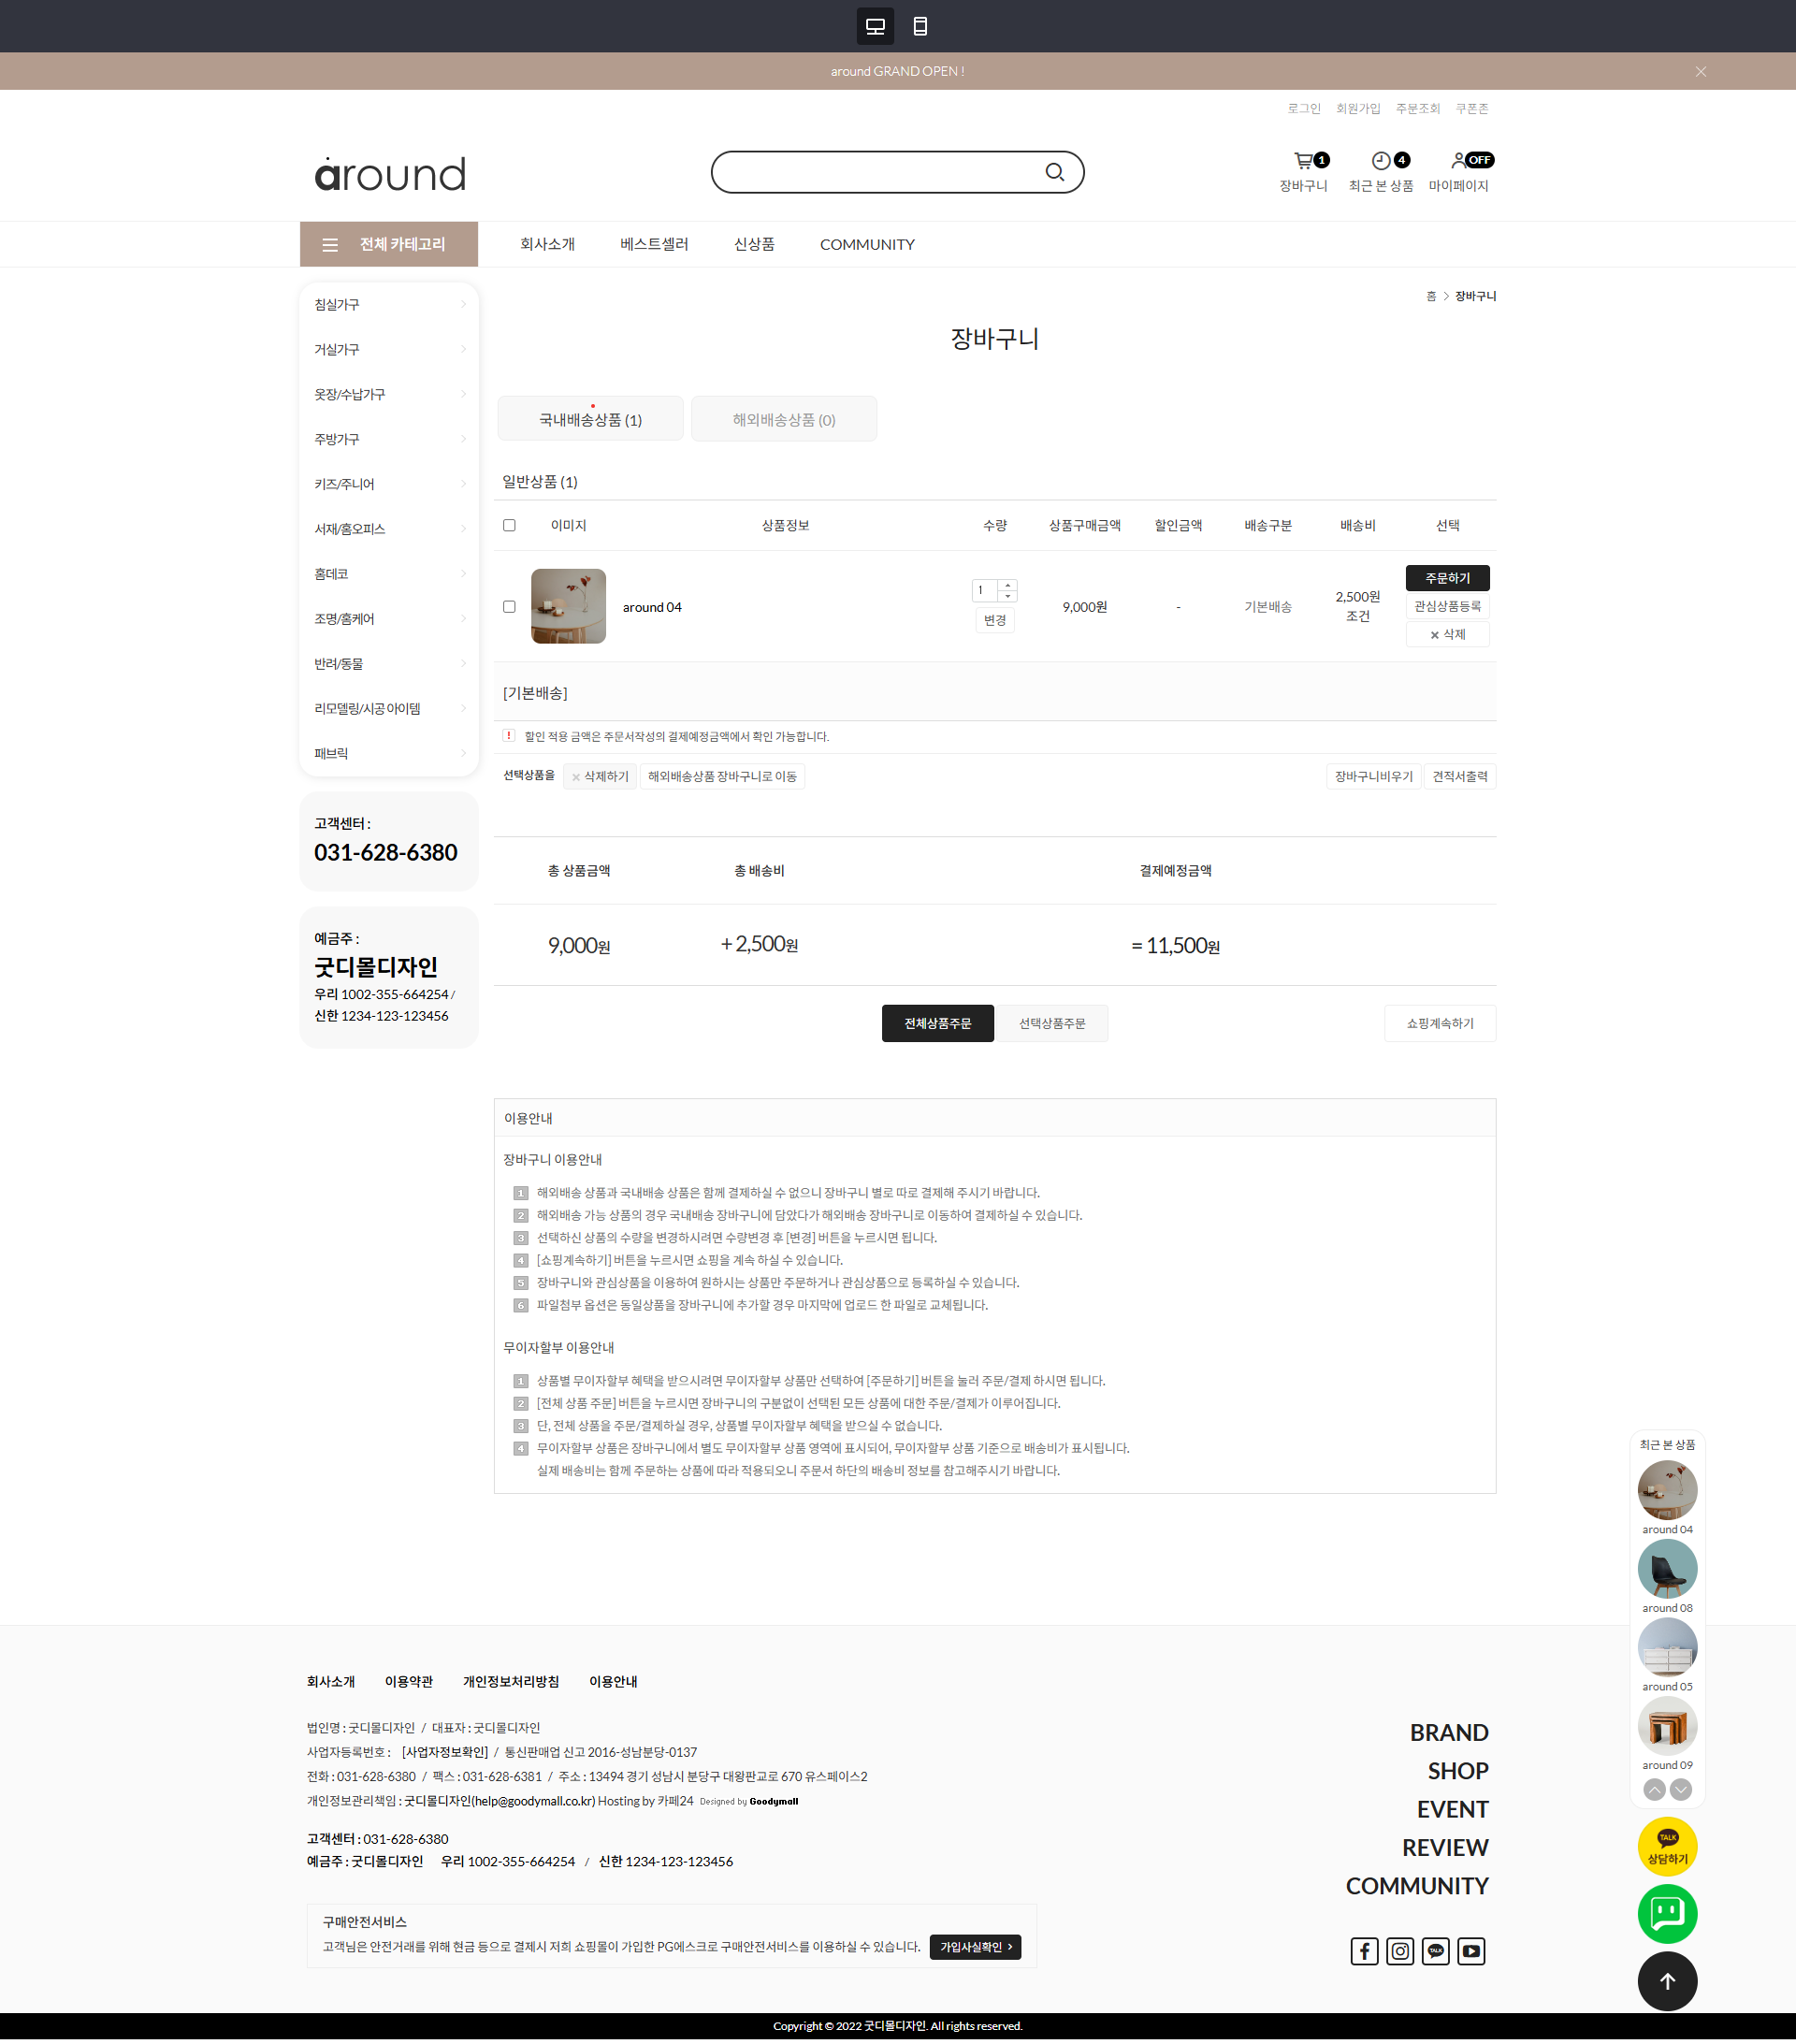 around GRAND OPEN !
로그인 회원가입 주문조회 쿠폰존
around
1 4 OFF
장바구니 최근 본 상품 마이페이지
전체 카테고리 회사소개 베스트셀러 신상품 COMMUNITY
침실가구
거실가구
옷장/수납가구
주방가구
키즈/주니어
서재/홈오피스
홈데코
조명/홈케어
반려/동물
리모델링/시공 아이템
패브릭
고객센터 :
031-628-6380
예금주 :
굿디몰디자인
우리 1002-355-664254 /
신한 1234-123-123456
홈 > 장바구니
장바구니
국내배송상품 (1) 해외배송상품 (0)
일반상품 (1)
이미지 상품정보 수량 상품구매금액 할인금액 배송구분 배송비 선택
around 04 1 변경 9,000원 - 기본배송 2,500원 조건 주문하기 관심상품등록 삭제
[기본배송]
할인 적용 금액은 주문서작성의 결제예정금액에서 확인 가능합니다.
선택상품을 삭제하기 해외배송상품 장바구니로 이동 장바구니비우기 견적서출력
총 상품금액 총 배송비 결제예정금액
9,000원 + 2,500원 = 11,500원
전체상품주문 선택상품주문 쇼핑계속하기
이용안내
장바구니 이용안내
1 해외배송 상품과 국내배송 상품은 함께 결제하실 수 없으니 장바구니 별로 따로 결제해 주시기 바랍니다.
2 해외배송 가능 상품의 경우 국내배송 장바구니에 담았다가 해외배송 장바구니로 이동하여 결제하실 수 있습니다.
3 선택하신 상품의 수량을 변경하시려면 수량변경 후 [변경] 버튼을 누르시면 됩니다.
4 [쇼핑계속하기] 버튼을 누르시면 쇼핑을 계속 하실 수 있습니다.
5 장바구니와 관심상품을 이용하여 원하시는 상품만 주문하거나 관심상품으로 등록하실 수 있습니다.
6 파일첨부 옵션은 동일상품을 장바구니에 추가할 경우 마지막에 업로드 한 파일로 교체됩니다.
무이자할부 이용안내
1 상품별 무이자할부 혜택을 받으시려면 무이자할부 상품만 선택하여 [주문하기] 버튼을 눌러 주문/결제 하시면 됩니다.
2 [전체 상품 주문] 버튼을 누르시면 장바구니의 구분없이 선택된 모든 상품에 대한 주문/결제가 이루어집니다.
3 단, 전체 상품을 주문/결제하실 경우, 상품별 무이자할부 혜택을 받으실 수 없습니다.
4 무이자할부 상품은 장바구니에서 별도 무이자할부 상품 영역에 표시되어, 무이자할부 상품 기준으로 배송비가 표시됩니다.
실제 배송비는 함께 주문하는 상품에 따라 적용되오니 주문서 하단의 배송비 정보를 참고해주시기 바랍니다.
최근 본 상품
around 04
around 08
around 05
around 09
TALK
상담하기
회사소개 이용약관 개인정보처리방침 이용안내
법인명 : 굿디몰디자인 / 대표자 : 굿디몰디자인
사업자등록번호 : [사업자정보확인] / 통신판매업 신고 2016-성남분당-0137
전화 : 031-628-6380 / 팩스 : 031-628-6381 / 주소 : 13494 경기 성남시 분당구 대왕판교로 670 유스페이스2
개인정보관리책임 : 굿디몰디자인(help@goodymall.co.kr) Hosting by 카페24 Designed by Goodymall
고객센터 : 031-628-6380
예금주 : 굿디몰디자인 우리 1002-355-664254 / 신한 1234-123-123456
구매안전서비스
고객님은 안전거래를 위해 현금 등으로 결제시 저희 쇼핑몰이 가입한 PG에스크로 구매안전서비스를 이용하실 수 있습니다. 가입사실확인 >
BRAND
SHOP
EVENT
REVIEW
COMMUNITY
TALK
Copyright © 2022 굿디몰디자인. All rights reserved.